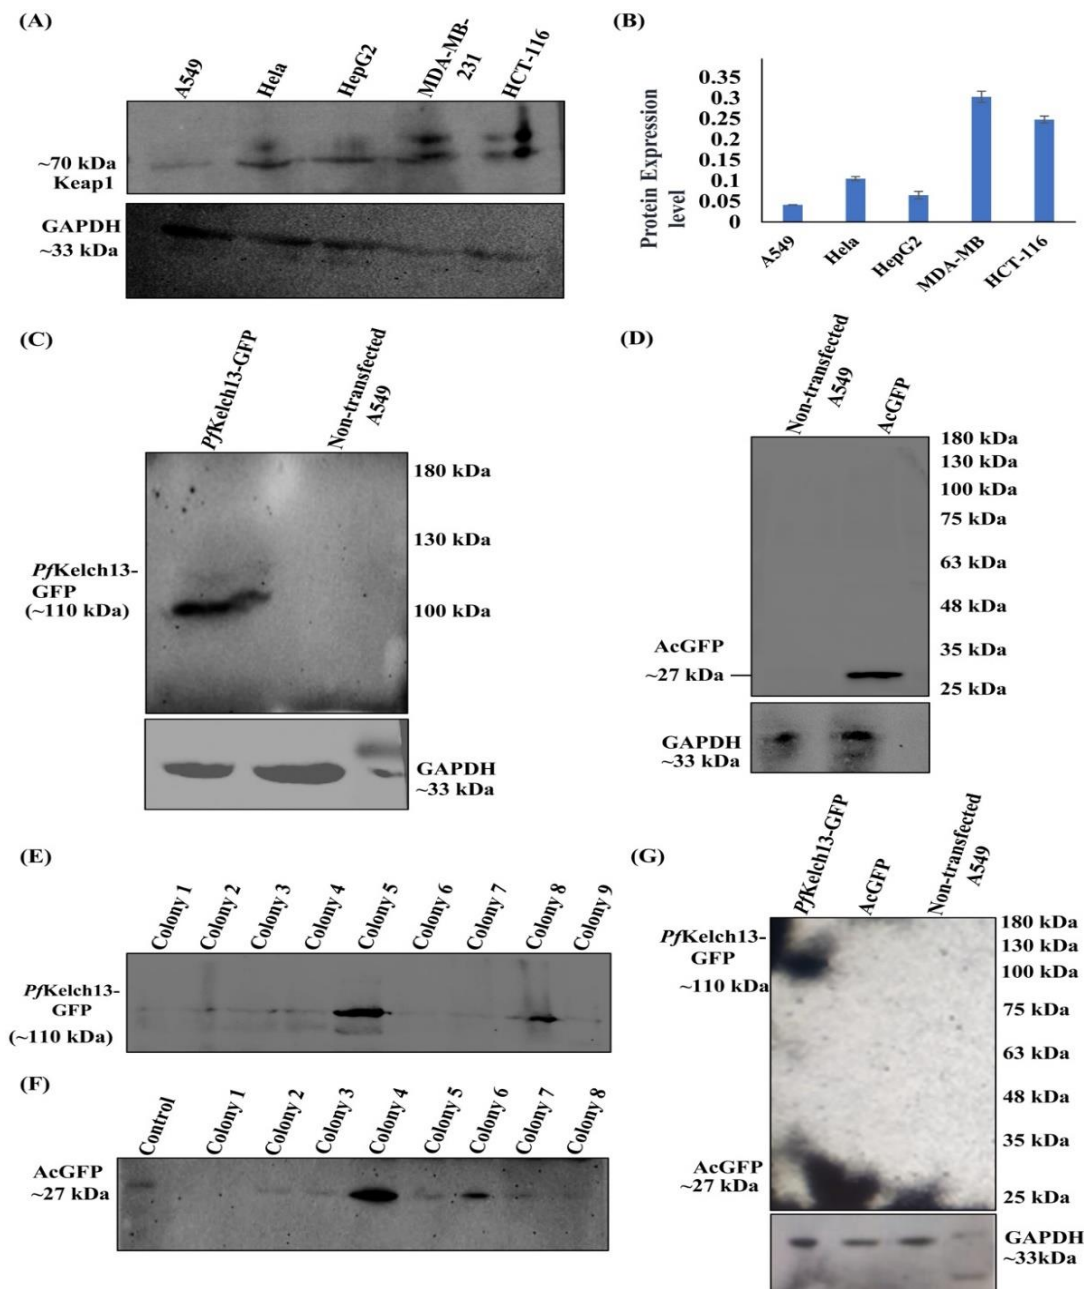 (A)
A549
Hela
HepG2
MDA-MB-
231
HCT-116
~70 kDa
Keap1
GAPDH
~33 kDa
(B)
Protein Expression
level
0.35
0.3
0.25
0.2
0.15
0.1
0.05
0
A549
Hela
HepG2
MDA-MB
HCT-116
(C)
PfKelch13-GFP
Non-transfected
A549
180 kDa
130 kDa
100 kDa
PfKelch13-
GFP
(~110 kDa)
GAPDH
~33 kDa
(D)
Non-transfected
A549
AcGFP
180 kDa
130 kDa
100 kDa
75 kDa
63 kDa
48 kDa
35 kDa
25 kDa
AcGFP
~27 kDa
GAPDH
~33 kDa
(E)
Colony 1
Colony 2
Colony 3
Colony 4
Colony 5
Colony 6
Colony 7
Colony 8
Colony 9
PfKelch13-
GFP
(~110 kDa)
(F)
Control
Colony 1
Colony 2
Colony 3
Colony 4
Colony 5
Colony 6
Colony 7
Colony 8
AcGFP
~27 kDa
(G)
PfKelch13-GFP
AcGFP
Non-transfected
A549
PfKelch13-
GFP
~110 kDa
180 kDa
130 kDa
100 kDa
75 kDa
63 kDa
48 kDa
35 kDa
25 kDa
AcGFP
~27 kDa
GAPDH
~33kDa